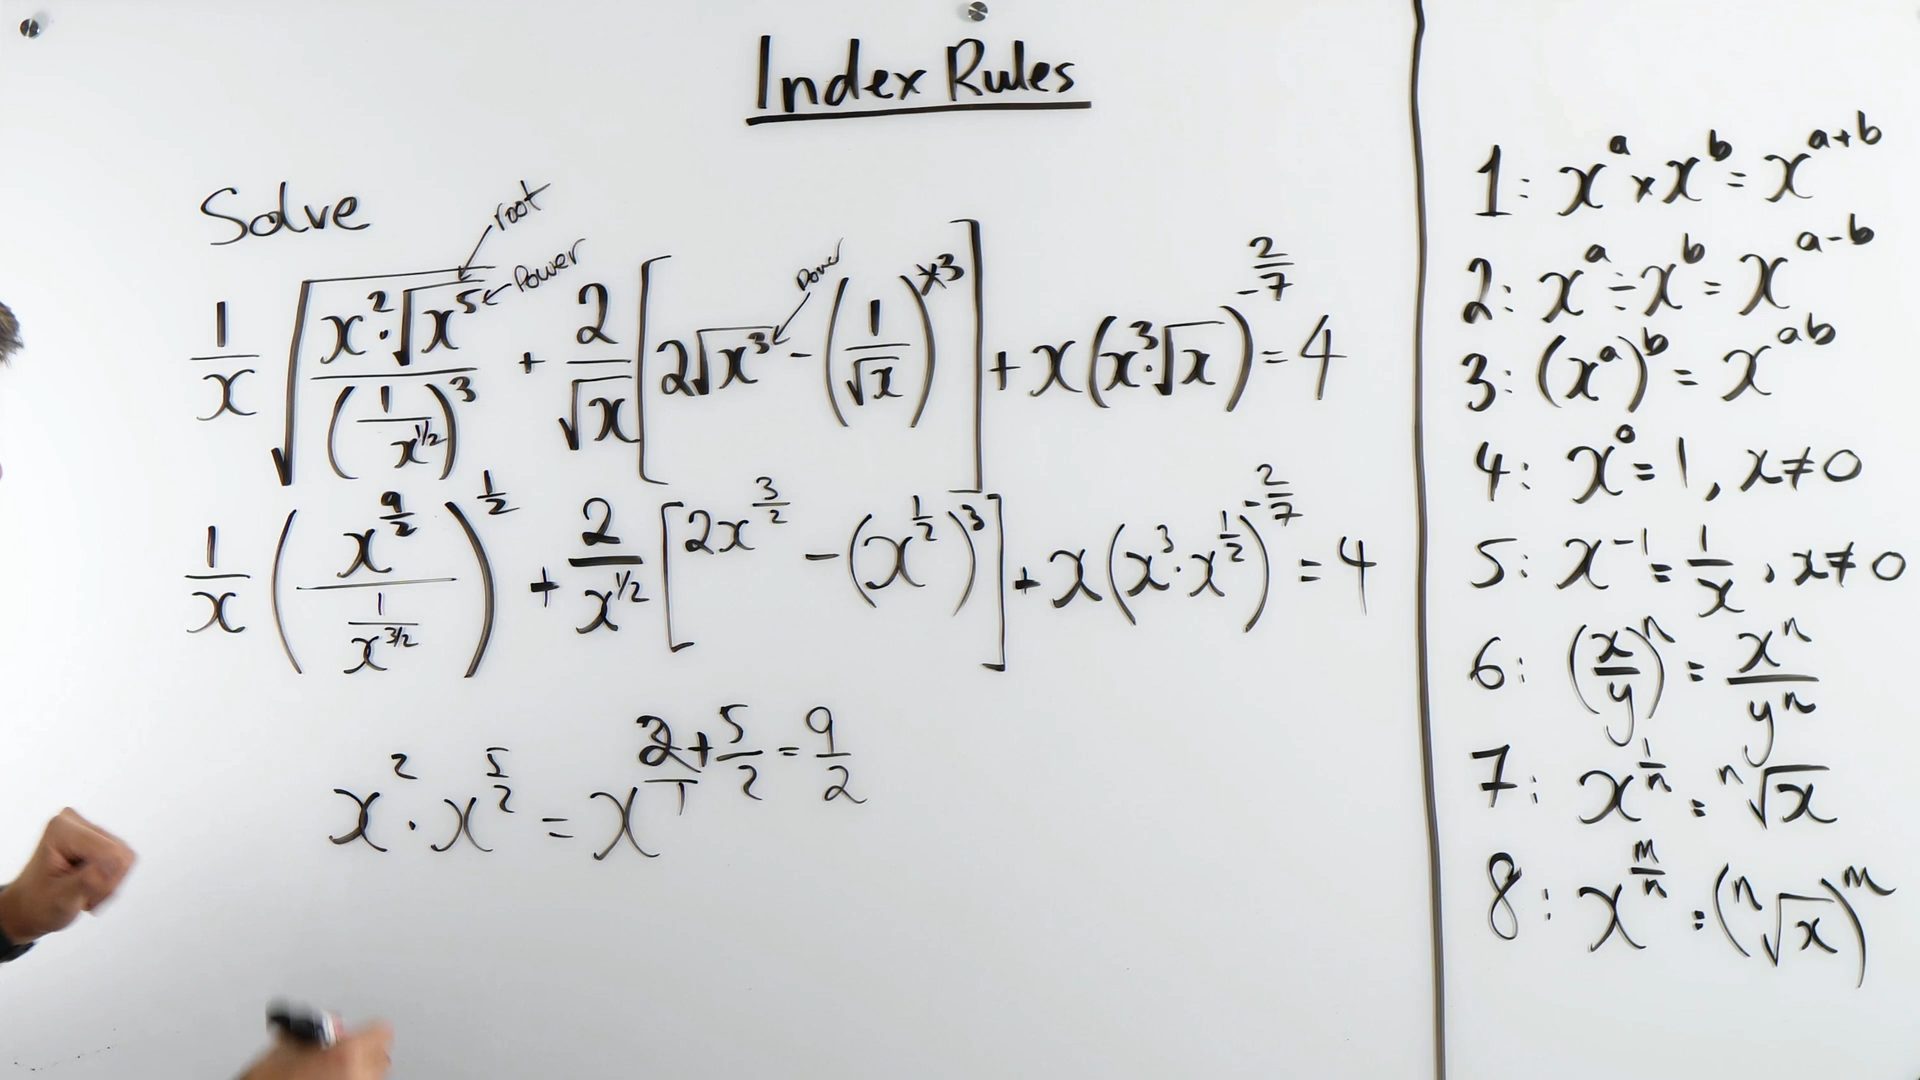 Index Rules
Solve
root
Power
Power
1/x √(x²·√x⁵ / (1/x^(1/2))³) + 2/√x [2√x³ - (1/√x)^(×3)] + x(x³·√x)^(-2/7) = 4
1/x (x^(9/2) / (1/x^(3/2)))^(1/2) + 2/x^(1/2) [2x^(3/2) - (x^(-1/2))^3] + x(x³·x^(1/2))^(-2/7) = 4
x² · x^(5/2) = x^(2/1 + 5/2 = 9/2)
1: x^a × x^b = x^(a+b)
2: x^a ÷ x^b = x^(a-b)
3: (x^a)^b = x^(ab)
4: x⁰ = 1, x ≠ 0
5: x⁻¹ = 1/x, x ≠ 0
6: (x/y)^n = x^n/y^n
7: x^(1/n) = ⁿ√x
8: x^(m/n) = (ⁿ√x)^m